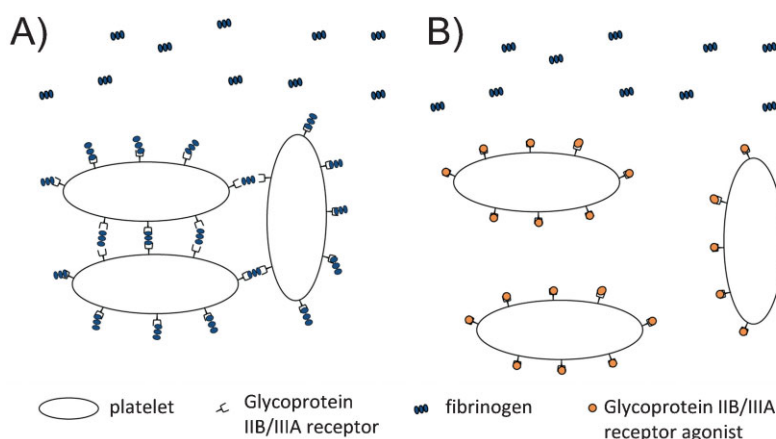 A)
B)
platelet
Glycoprotein
IIB/IIIA receptor
fibrinogen
Glycoprotein IIB/IIIA
receptor agonist